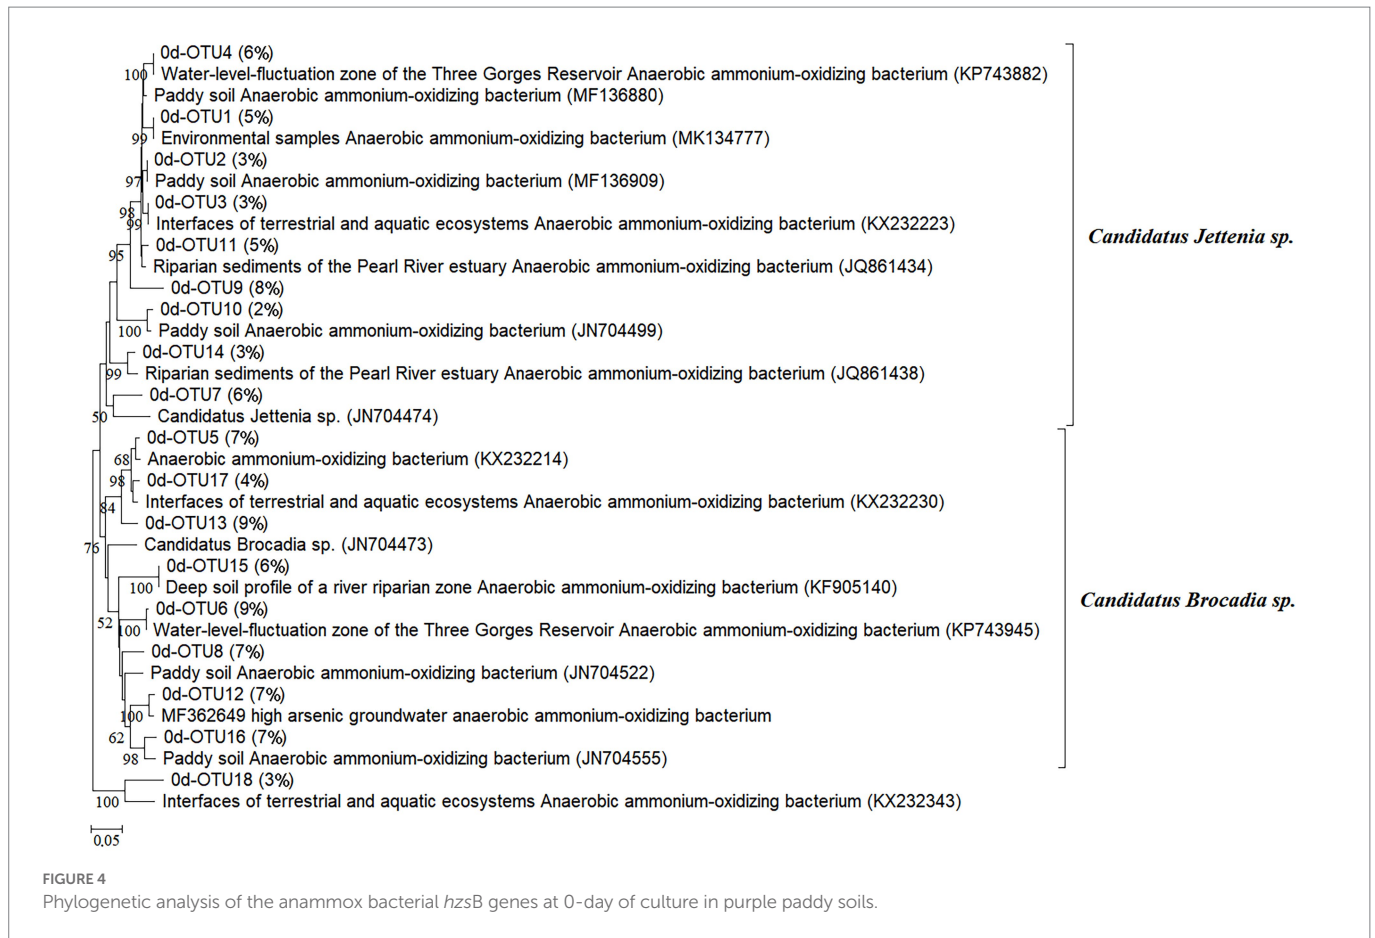 0d-OTU4 (6%)
100
Water-level-fluctuation zone of the Three Gorges Reservoir Anaerobic ammonium-oxidizing bacterium (KP743882)
Paddy soil Anaerobic ammonium-oxidizing bacterium (MF136880)
0d-OTU1 (5%)
99
Environmental samples Anaerobic ammonium-oxidizing bacterium (MK134777)
0d-OTU2 (3%)
97
Paddy soil Anaerobic ammonium-oxidizing bacterium (MF136909)
0d-OTU3 (3%)
98
99
Interfaces of terrestrial and aquatic ecosystems Anaerobic ammonium-oxidizing bacterium (KX232223)
Candidatus Jettenia sp.
0d-OTU11 (5%)
95
Riparian sediments of the Pearl River estuary Anaerobic ammonium-oxidizing bacterium (JQ861434)
0d-OTU9 (8%)
0d-OTU10 (2%)
100
Paddy soil Anaerobic ammonium-oxidizing bacterium (JN704499)
0d-OTU14 (3%)
99
Riparian sediments of the Pearl River estuary Anaerobic ammonium-oxidizing bacterium (JQ861438)
0d-OTU7 (6%)
50
Candidatus Jettenia sp. (JN704474)
0d-OTU5 (7%)
68
Anaerobic ammonium-oxidizing bacterium (KX232214)
98
0d-OTU17 (4%)
84
Interfaces of terrestrial and aquatic ecosystems Anaerobic ammonium-oxidizing bacterium (KX232230)
0d-OTU13 (9%)
76
Candidatus Brocadia sp. (JN704473)
0d-OTU15 (6%)
100
Deep soil profile of a river riparian zone Anaerobic ammonium-oxidizing bacterium (KF905140)
Candidatus Brocadia sp.
0d-OTU6 (9%)
52
100
Water-level-fluctuation zone of the Three Gorges Reservoir Anaerobic ammonium-oxidizing bacterium (KP743945)
0d-OTU8 (7%)
Paddy soil Anaerobic ammonium-oxidizing bacterium (JN704522)
0d-OTU12 (7%)
100
MF362649 high arsenic groundwater anaerobic ammonium-oxidizing bacterium
62
0d-OTU16 (7%)
98
Paddy soil Anaerobic ammonium-oxidizing bacterium (JN704555)
0d-OTU18 (3%)
100
Interfaces of terrestrial and aquatic ecosystems Anaerobic ammonium-oxidizing bacterium (KX232343)
0.05
FIGURE 4
Phylogenetic analysis of the anammox bacterial hzsB genes at 0-day of culture in purple paddy soils.